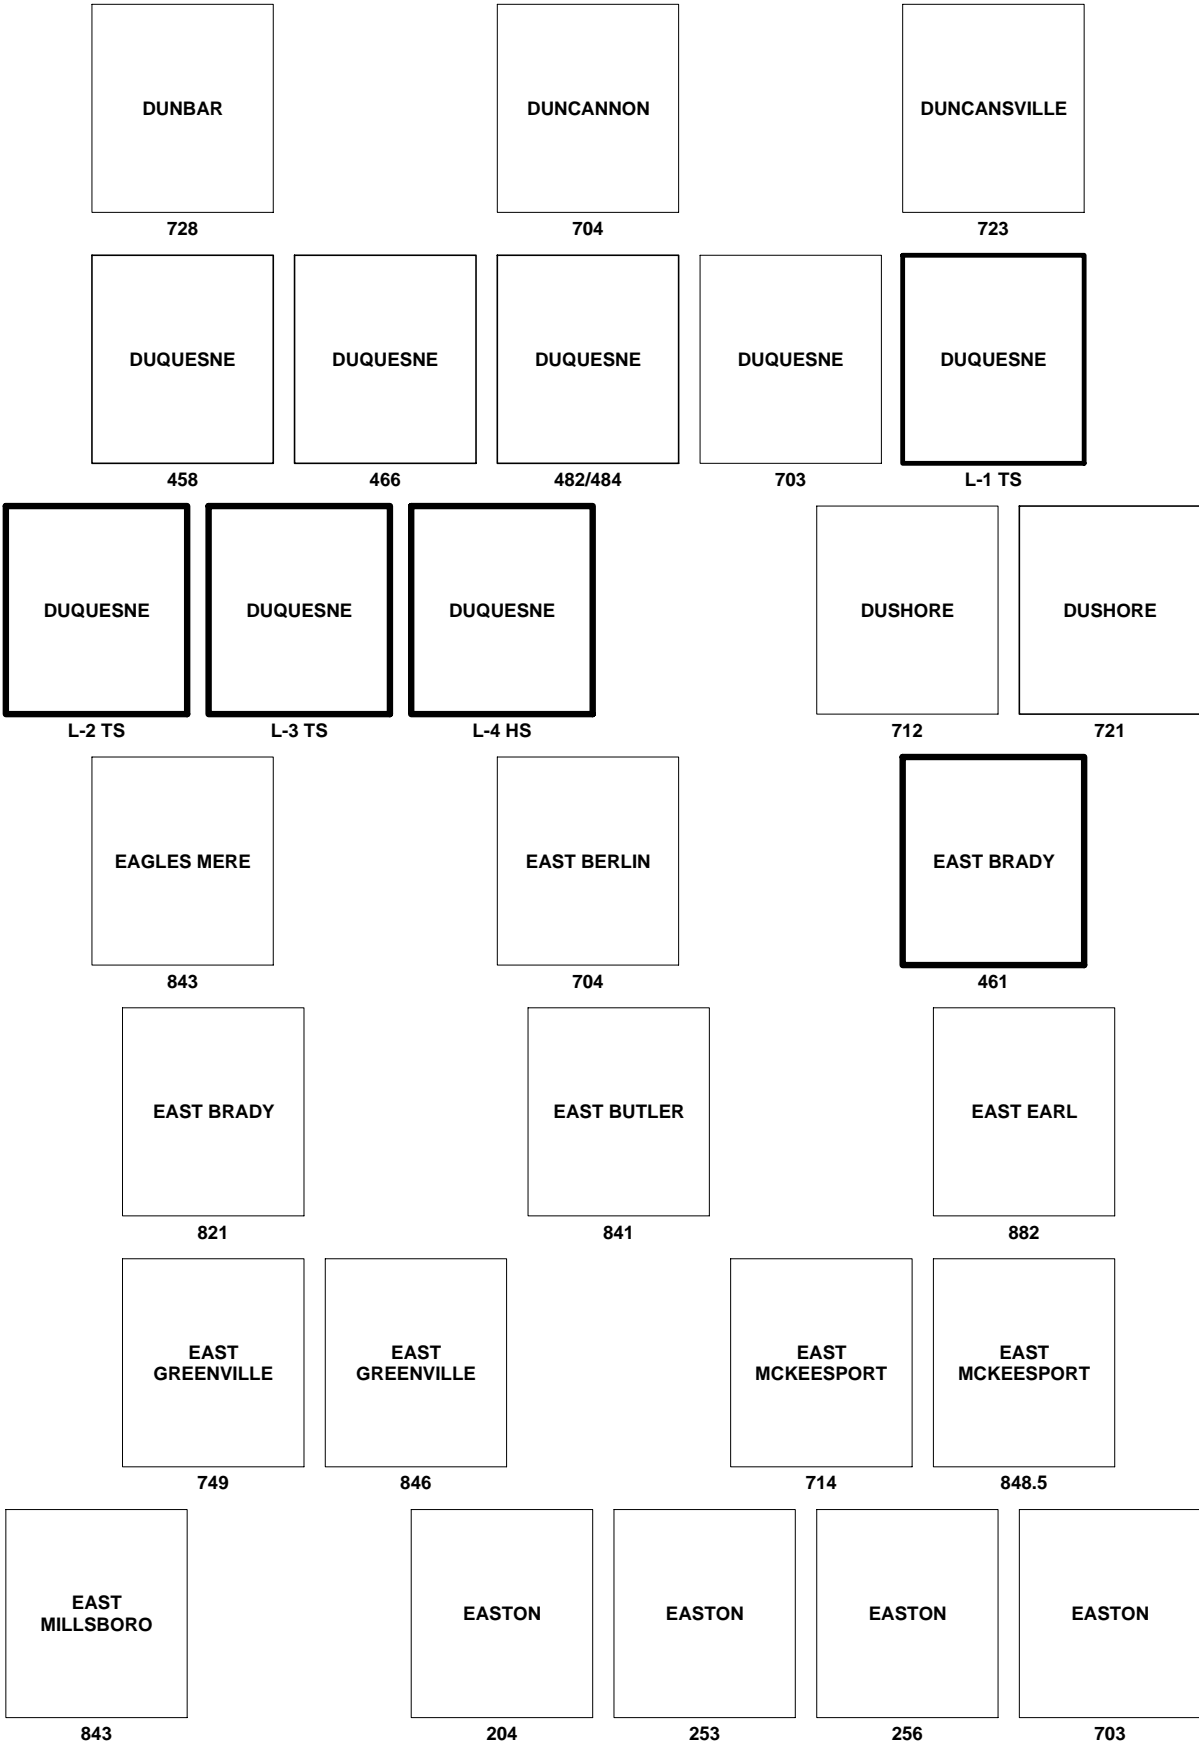 DUNBAR
DUNCANNON
DUNCANSVILLE
728
704
723
DUQUESNE
DUQUESNE
DUQUESNE
DUQUESNE
DUQUESNE
458
466
482/484
703
L-1 TS
DUQUESNE
DUQUESNE
DUQUESNE
DUSHORE
DUSHORE
L-2 TS
L-3 TS
L-4 HS
712
721
EAGLES MERE
EAST BERLIN
EAST BRADY
843
704
461
EAST BRADY
EAST BUTLER
EAST EARL
821
841
882
EAST
GREENVILLE
EAST
GREENVILLE
EAST
MCKEESPORT
EAST
MCKEESPORT
749
846
714
848.5
EAST
MILLSBORO
EASTON
EASTON
EASTON
EASTON
843
204
253
256
703